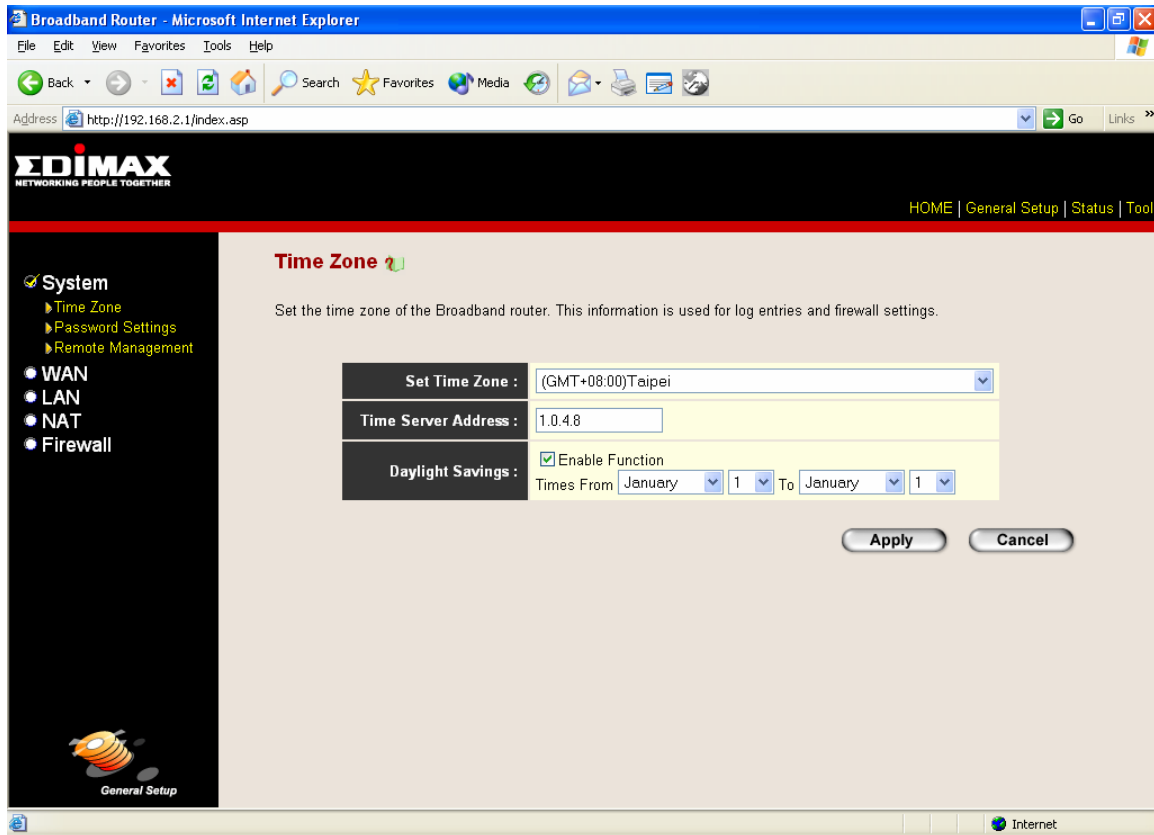 Broadband Router - Microsoft Internet Explorer
File Edit View Favorites Tools Help
Back Search Favorites Media
Address http://192.168.2.1/index.asp Go Links »
EDIMAX
NETWORKING PEOPLE TOGETHER
HOME | General Setup | Status | Tool
System
Time Zone
Password Settings
Remote Management
WAN
LAN
NAT
Firewall
General Setup
Time Zone
Set the time zone of the Broadband router. This information is used for log entries and firewall settings.
Set Time Zone : (GMT+08:00)Taipei
Time Server Address : 1.0.4.8
Daylight Savings : Enable Function
Times From January 1 To January 1
Apply Cancel
Internet